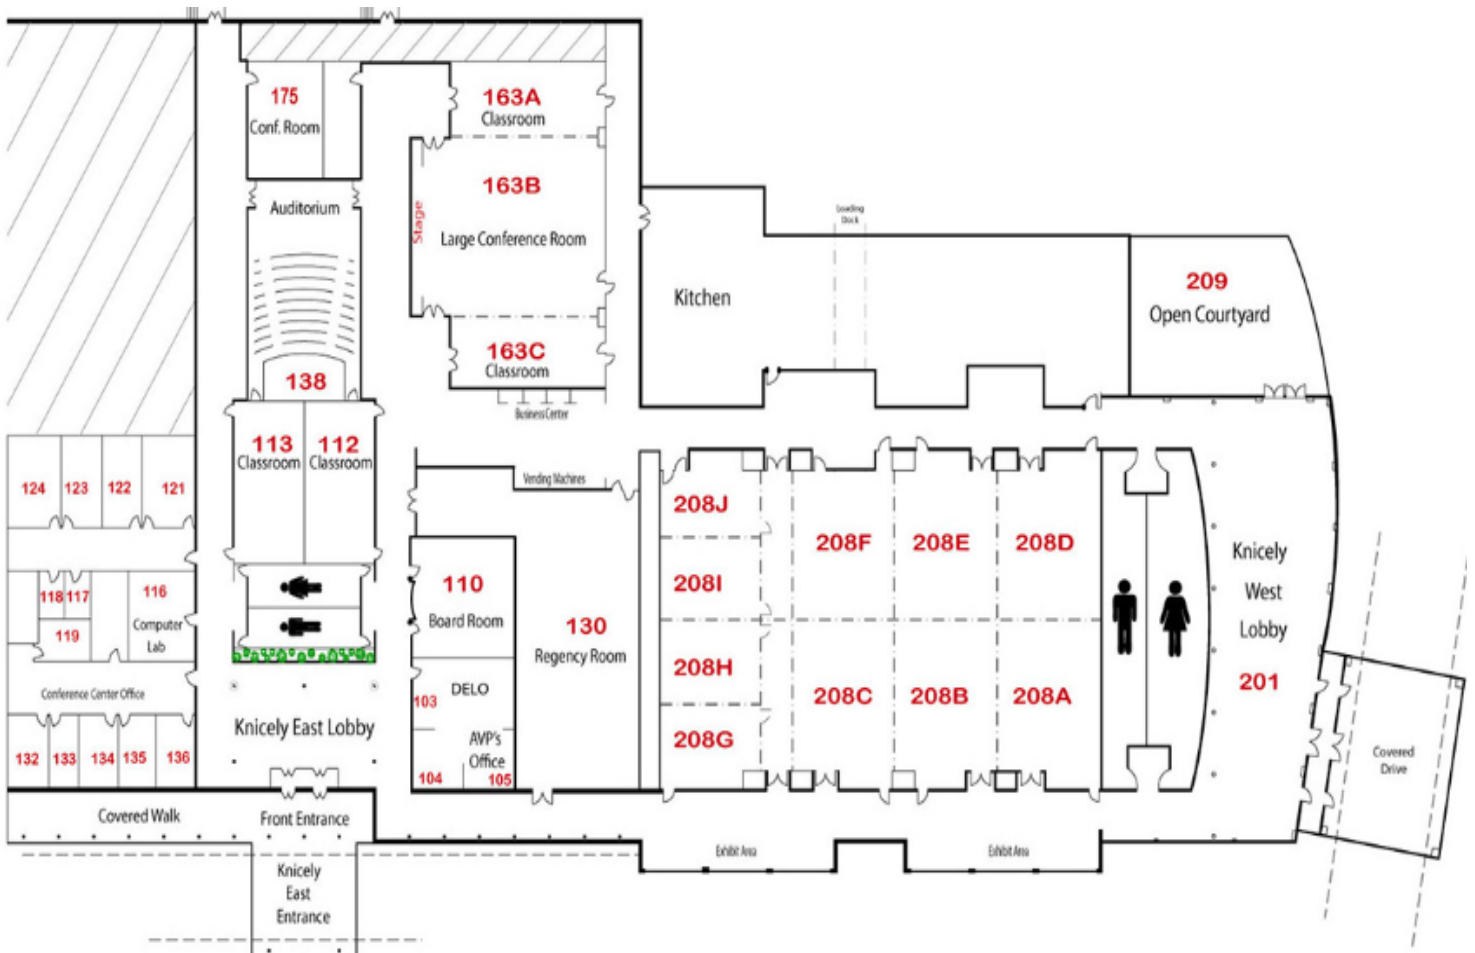 175
Conf. Room
163A
Classroom
163B
Stage
Large Conference Room
Auditorium
Loading
Dock
Kitchen
209
Open Courtyard
163C
Classroom
138
Business Center
113
Classroom
112
Classroom
124
123
122
121
Vending Machines
208J
208F
208E
208D
208I
118
117
116
Computer
Lab
119
110
Board Room
130
Regency Room
Knicely
West
Lobby
201
208H
208C
208B
208A
208G
Conference Center Office
103
DELO
Knicely East Lobby
AVP's
Office
104
105
132
133
134
135
136
Covered
Drive
Covered Walk
Front Entrance
Exhibit Area
Exhibit Area
Knicely
East
Entrance